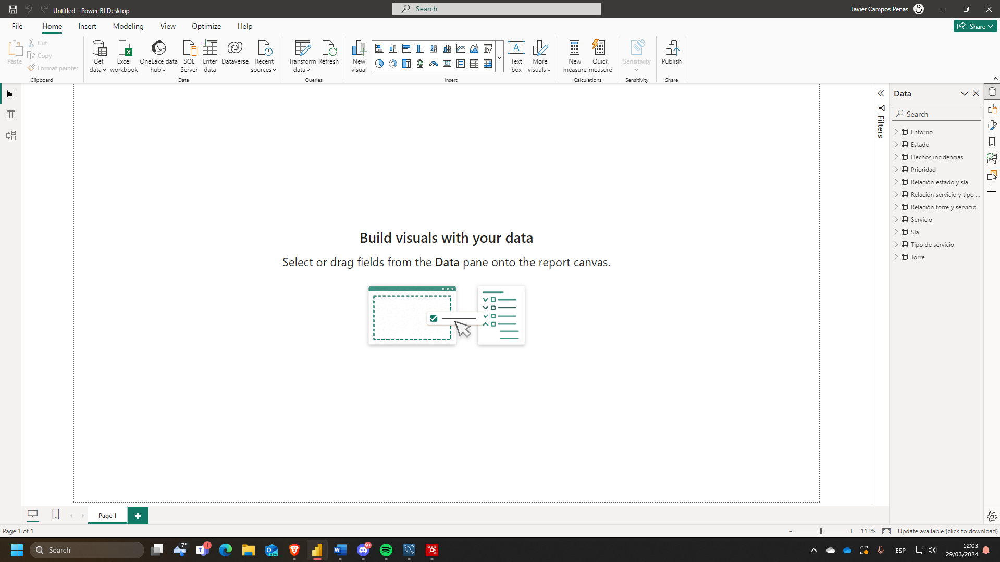 Untitled - Power BI Desktop
Search
Javier Campos Penas
File
Home
Insert
Modeling
View
Optimize
Help
Share
Paste
Cut
Copy
Format painter
Clipboard
Get
data
Excel
workbook
OneLake data
hub
SQL
Server
Enter
data
Dataverse
Recent
sources
Data
Transform
data
Refresh
Queries
New
visual
Text
box
More
visuals
Insert
New
measure
Quick
measure
Calculations
Sensitivity
Sensitivity
Publish
Share
Build visuals with your data
Select or drag fields from the Data pane onto the report canvas.
Filters
Data
Search
Entorno
Estado
Hechos incidencias
Prioridad
Relación estado y sla
Relación servicio y tipo ...
Relación torre y servicio
Servicio
Sla
Tipo de servicio
Torre
Page 1
Page 1 of 1
- + 112%
Update available (click to download)
Search
7°
1
NEW
9+
ESP
12:03
29/03/2024